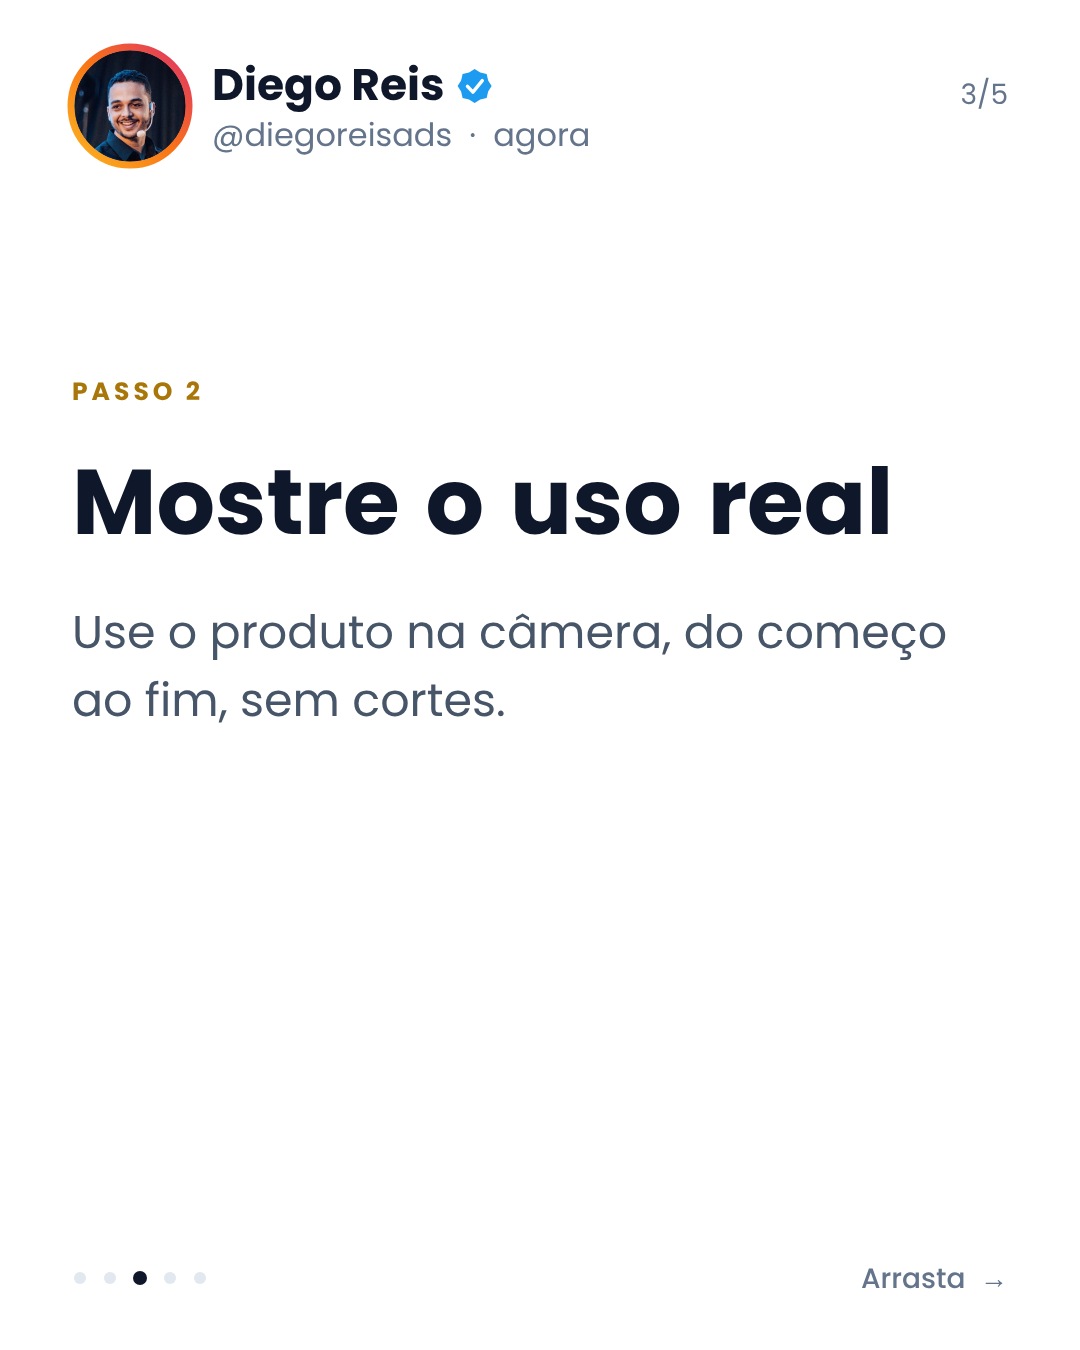 Diego Reis
@diegoreisads · agora
3/5
PASSO 2
Mostre o uso real
Use o produto na câmera, do começo
ao fim, sem cortes.
Arrasta →